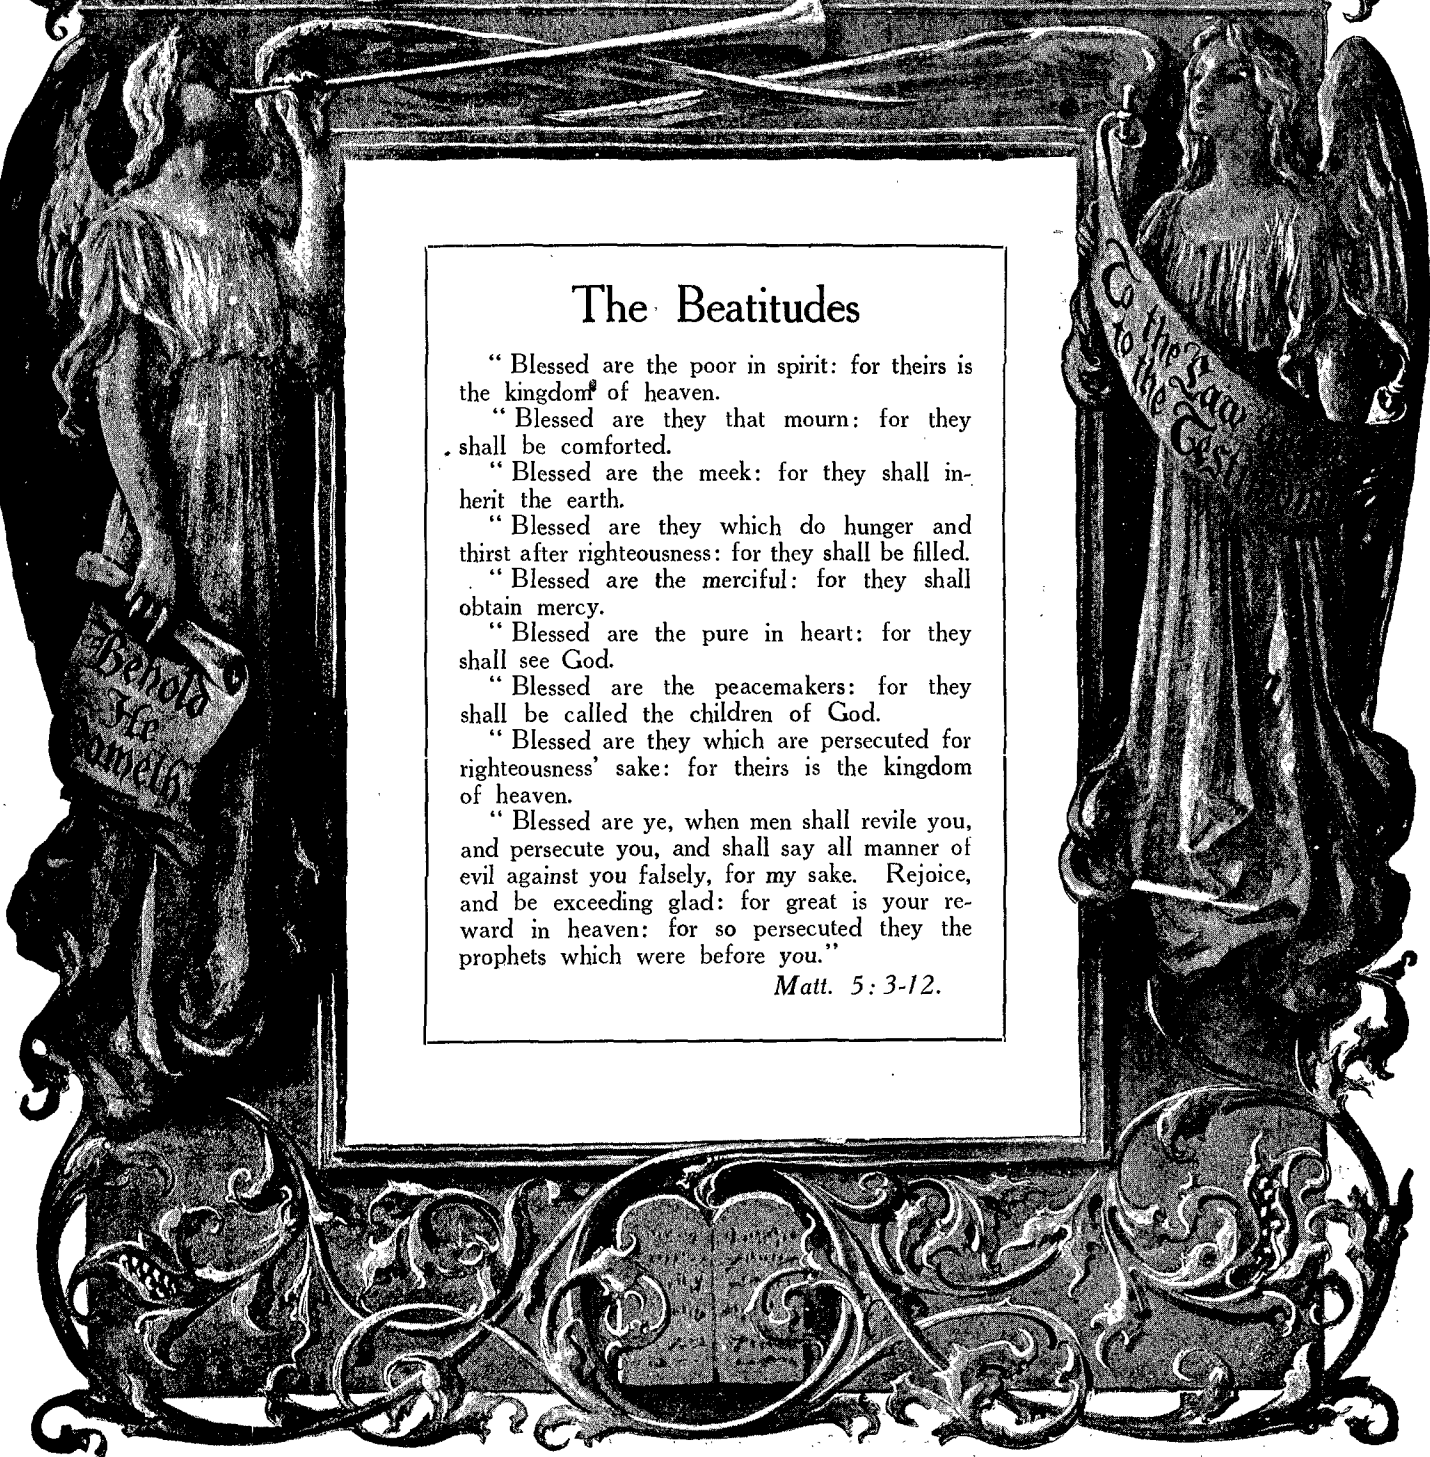 The Beatitudes
“ Blessed are the poor in spirit: for theirs is
the kingdom of heaven.
“ Blessed are they that mourn: for they
shall be comforted.
“ Blessed are the meek: for they shall in-
herit the earth.
“ Blessed are they which do hunger and
thirst after righteousness: for they shall be filled.
“ Blessed are the merciful: for they shall
obtain mercy.
“ Blessed are the pure in heart: for they
shall see God.
“ Blessed are the peacemakers: for they
shall be called the children of God.
“ Blessed are they which are persecuted for
righteousness’ sake: for theirs is the kingdom
of heaven.
“ Blessed are ye, when men shall revile you,
and persecute you, and shall say all manner of
evil against you falsely, for my sake. Rejoice,
and be exceeding glad: for great is your re-
ward in heaven: for so persecuted they the
prophets which were before you.”
Matt. 5:3-12.
Behold
He
To the Law
to the